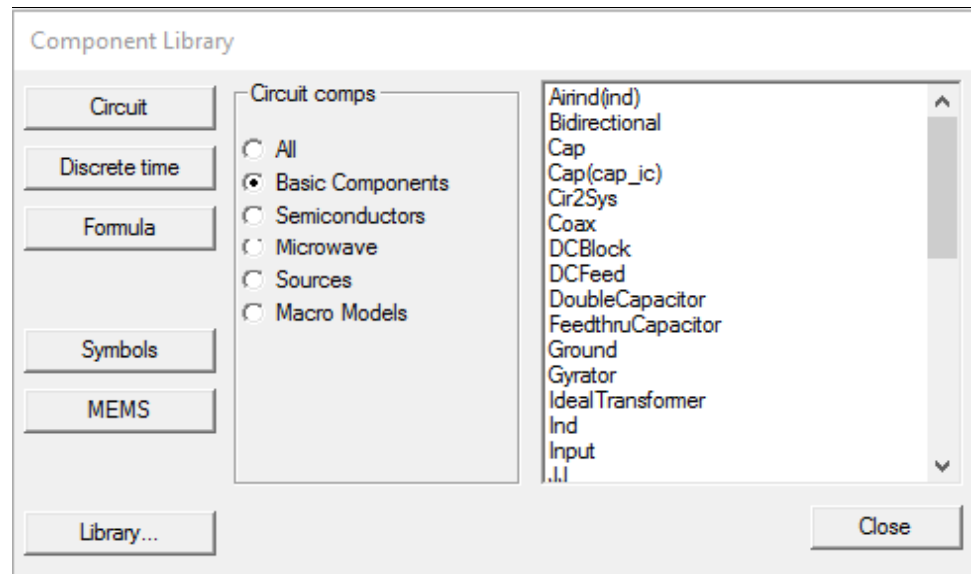 Component Library
Circuit
Discrete time
Formula
Symbols
MEMS
Library...
Circuit comps
All
Basic Components
Semiconductors
Microwave
Sources
Macro Models
Airind(ind)
Bidirectional
Cap
Cap(cap_ic)
Cir2Sys
Coax
DCBlock
DCFeed
DoubleCapacitor
FeedthruCapacitor
Ground
Gyrator
IdealTransformer
Ind
Input
Close